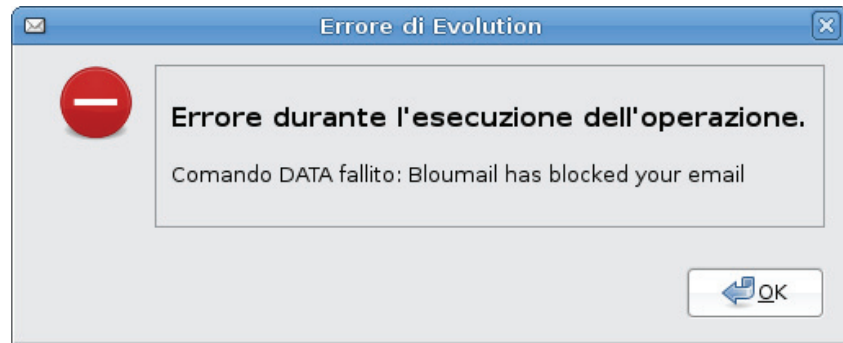 Errore di Evolution
Errore durante l'esecuzione dell'operazione.
Comando DATA fallito: Bloumail has blocked your email
OK